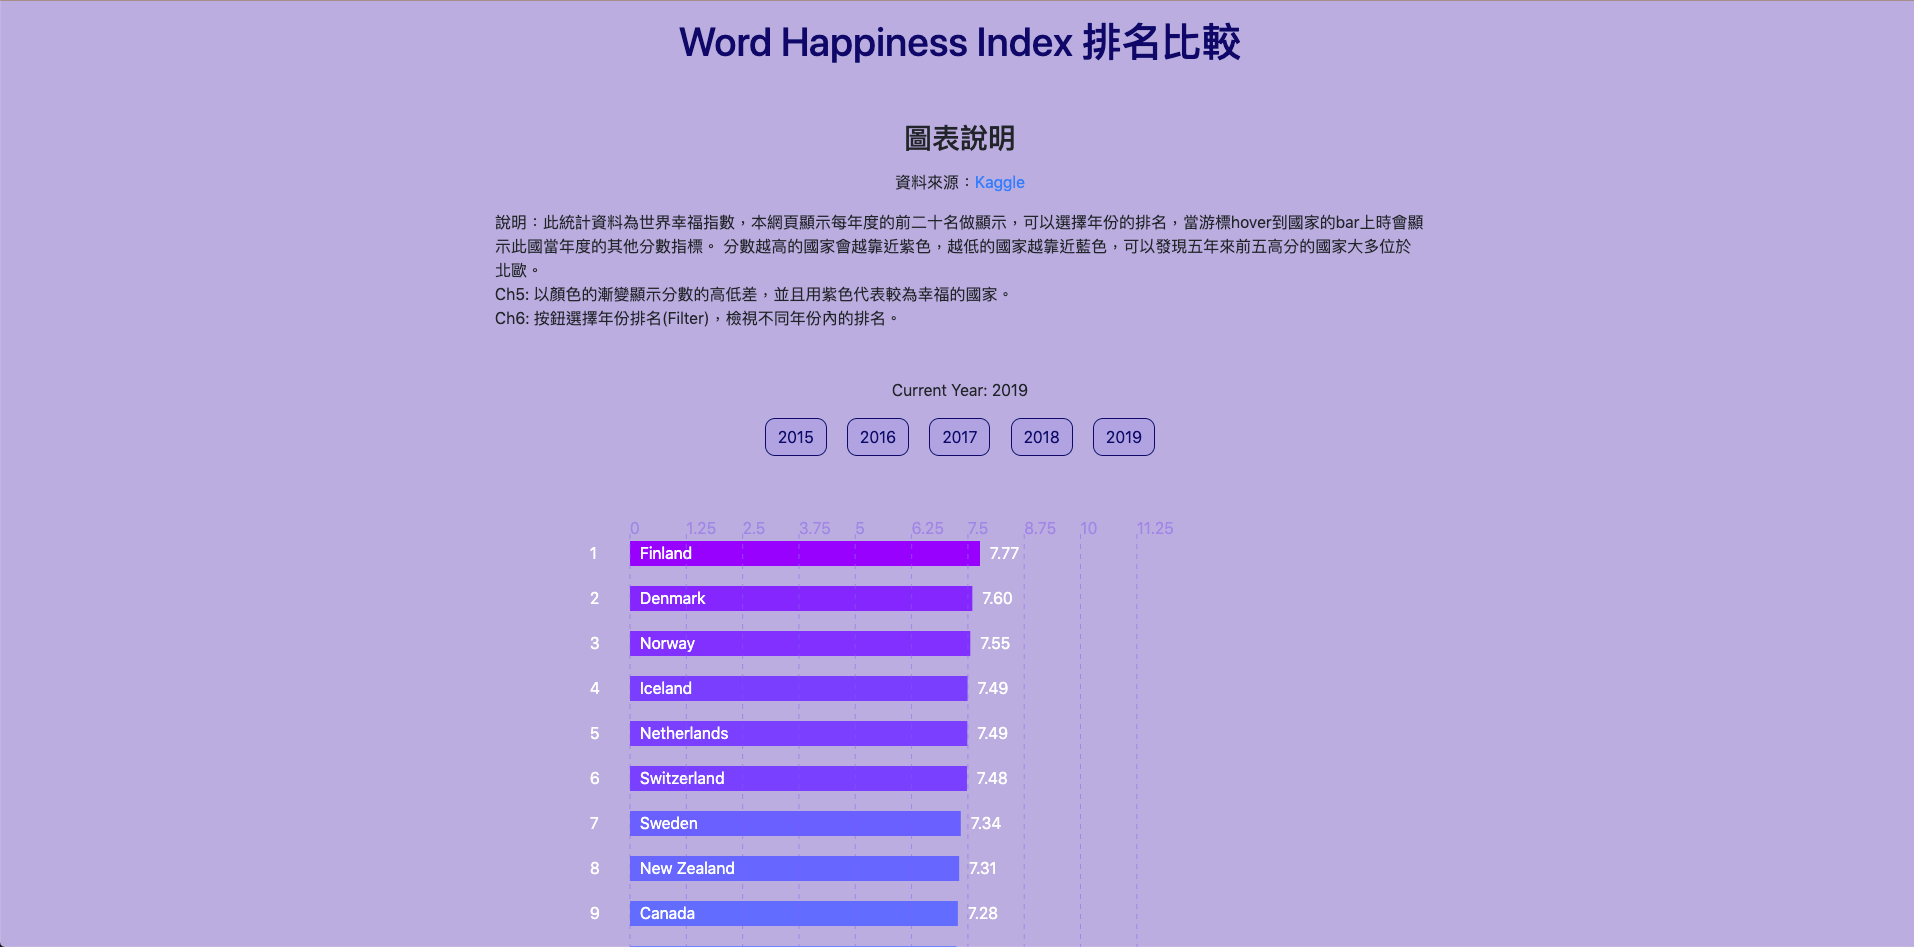 Word Happiness Index 排名比較
圖表說明
資料來源：Kaggle
說明：此統計資料為世界幸福指數，本網頁顯示每年度的前二十名做顯示，可以選擇年份的排名，當游標hover到國家的bar上時會顯
示此國當年度的其他分數指標。 分數越高的國家會越靠近紫色，越低的國家越靠近藍色，可以發現五年來前五高分的國家大多位於
北歐。
Ch5: 以顏色的漸變顯示分數的高低差，並且用紫色代表較為幸福的國家。
Ch6: 按鈕選擇年份排名(Filter)，檢視不同年份內的排名。
Current Year: 2019
2015 2016 2017 2018 2019
0 1.25 2.5 3.75 5 6.25 7.5 8.75 10 11.25
1 Finland 7.77
2 Denmark 7.60
3 Norway 7.55
4 Iceland 7.49
5 Netherlands 7.49
6 Switzerland 7.48
7 Sweden 7.34
8 New Zealand 7.31
9 Canada 7.28